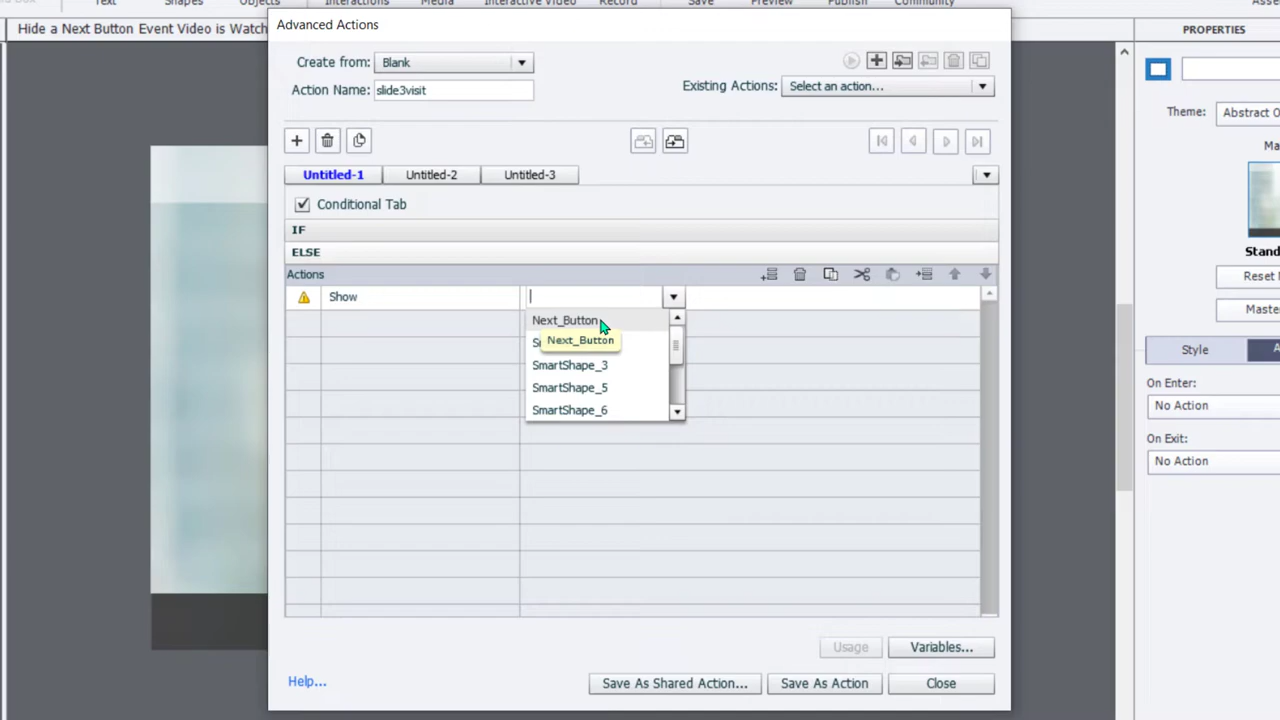 Text Shapes Objects Interactions Media Interactive Video Record Save Preview Publish Community
Hide a Next Button Event Video is Watch
Advanced Actions
PROPERTIES
Create from: Blank
Action Name: slide3visit
Existing Actions: Select an action...
Theme: Abstract O
Ma
Untitled-1 Untitled-2 Untitled-3
Conditional Tab
IF
ELSE
Stand
Actions
Reset M
Show
Master
Next_Button
Next_Button
SmartShape_3
SmartShape_5
SmartShape_6
Style
On Enter:
No Action
On Exit:
No Action
Usage Variables...
Help...
Save As Shared Action... Save As Action Close